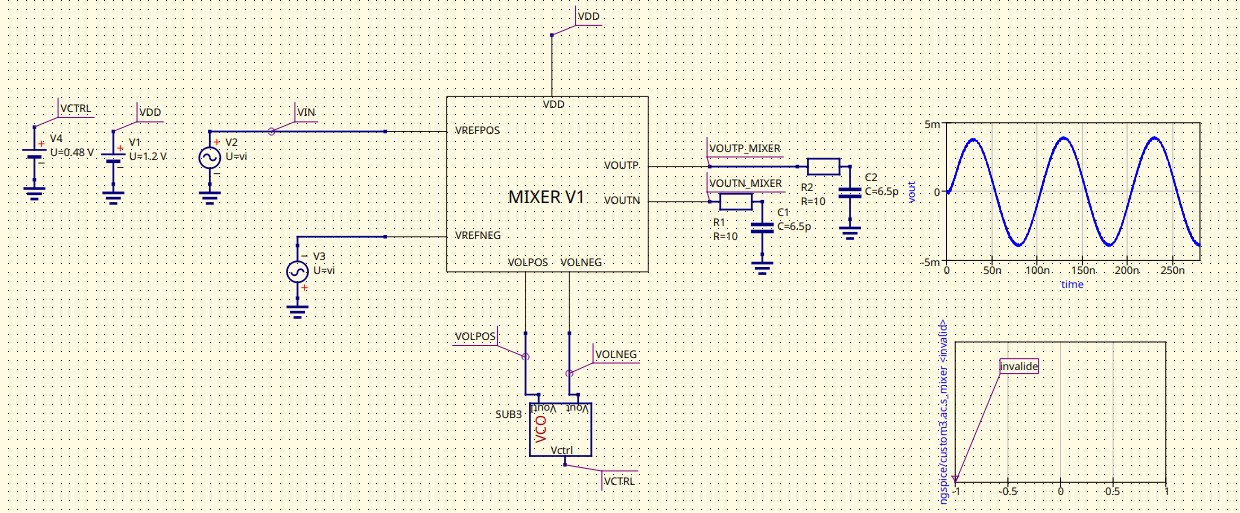 VDD
VCTRL
V4
U=0.48 V
VDD
V1
U=1.2 V
VIN
V2
U=vi
VDD
VREFPOS
VOUTP
MIXER V1
VOUTN
VREFNEG
VOLPOS VOLNEG
V3
U=vi
VOUTP_MIXER
R2
R=10
C2
C=6.5p
VOUTN_MIXER
R1
R=10
C1
C=6.5p
VOLPOS
VOLNEG
SUB3
VCO
Vout
Vout
Vctrl
VCTRL
5m
0
-5m
vout
0 50n 100n 150n 200n 250n
time
ngspice/custom3.ac.s_mixer <invalid>
invalide
-1 -0.5 0 0.5 1